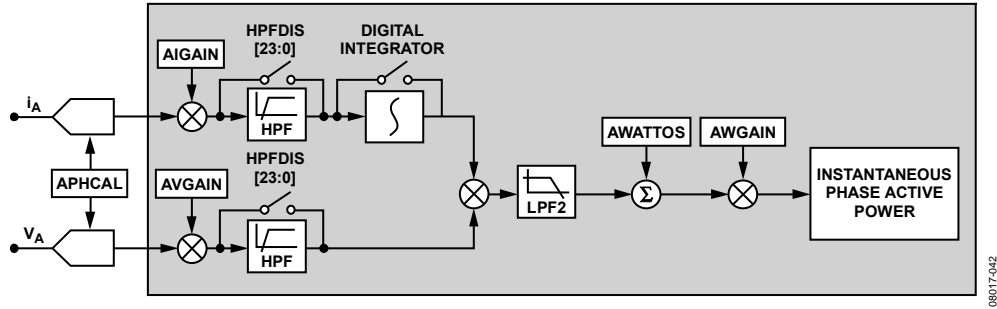 HPFDIS
[23:0]
DIGITAL
INTEGRATOR
AIGAIN
iA
HPF
APHCAL
AVGAIN
HPFDIS
[23:0]
VA
HPF
LPF2
AWATTOS
Σ
AWGAIN
INSTANTANEOUS
PHASE ACTIVE
POWER
08017-042